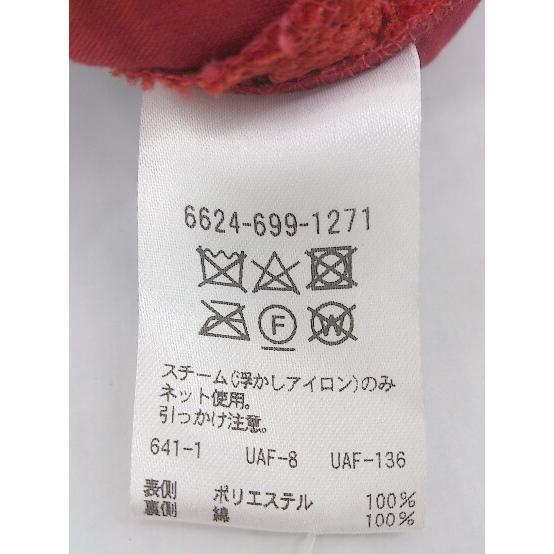 6624-699-1271
F W
スチーム(浮かしアイロン)のみ
ネット使用。
引っかけ注意。
641-1 UAF-8 UAF-136
表側 ポリエステル 100%
裏側 綿 100%